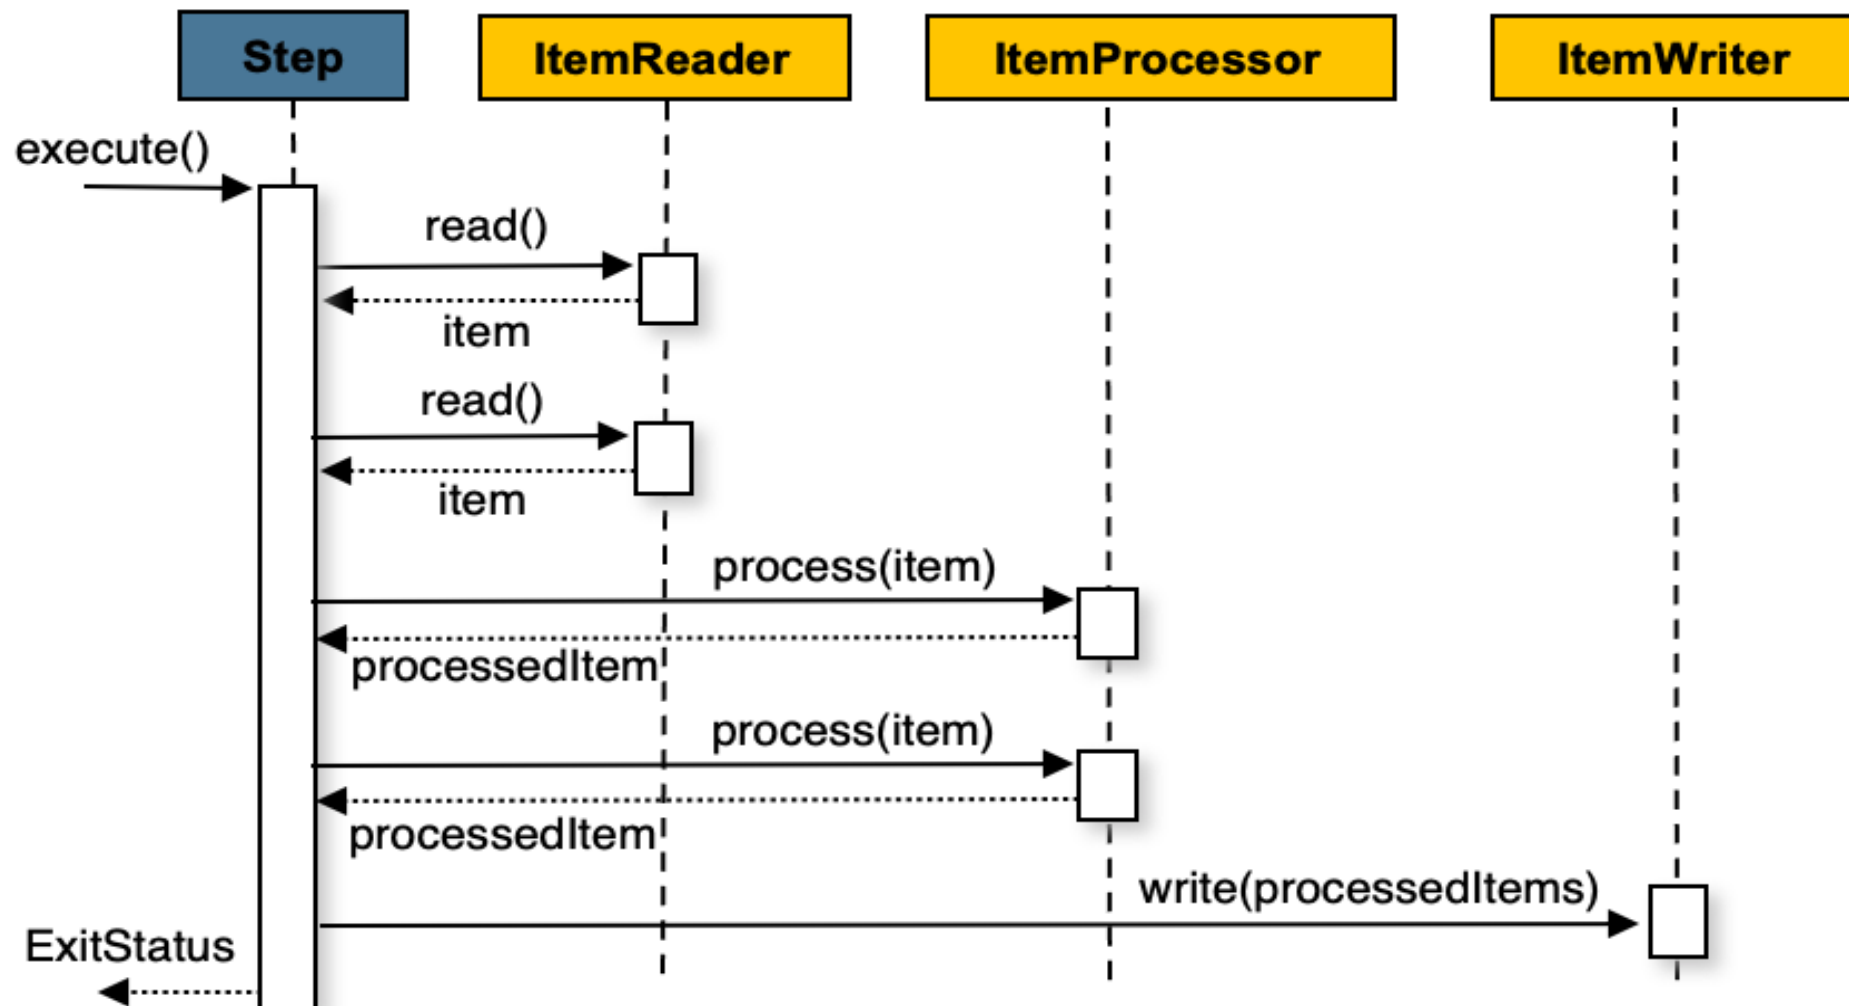 Step
ItemReader
ItemProcessor
ItemWriter
execute()
read()
item
read()
item
process(item)
processedItem
process(item)
processedItem
write(processedItems)
ExitStatus